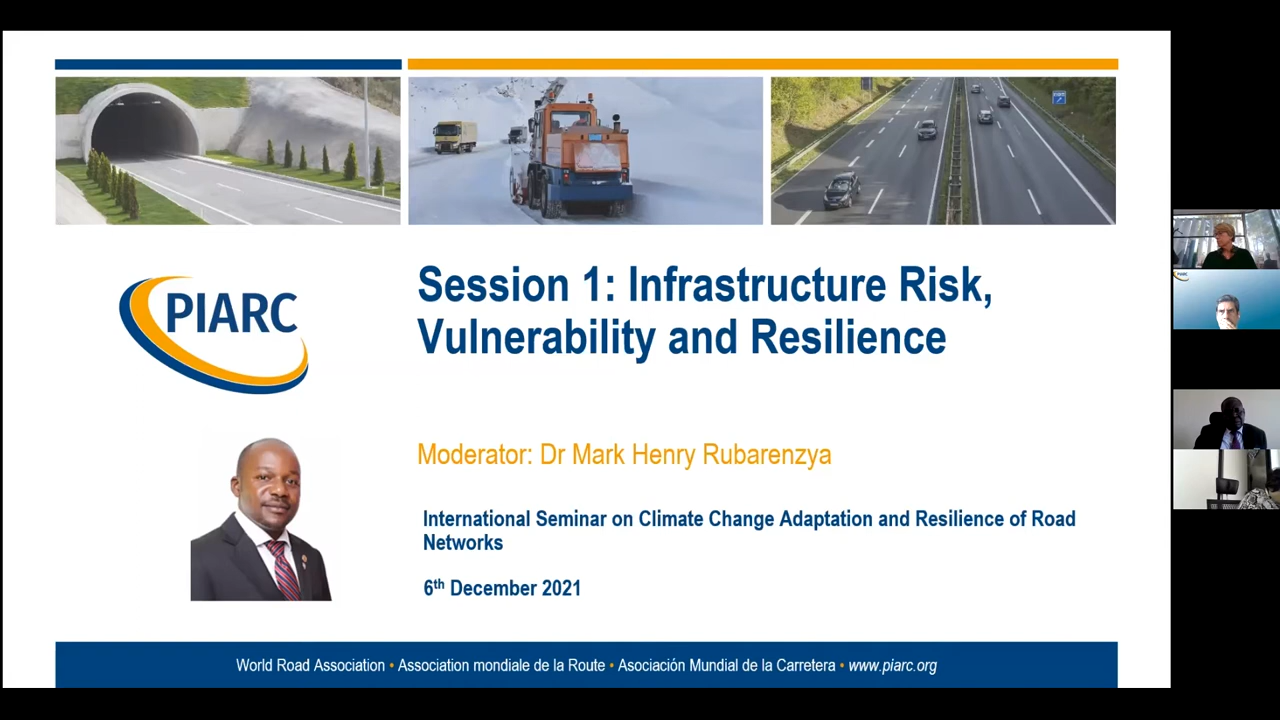 PIARC
Session 1: Infrastructure Risk,
Vulnerability and Resilience
Moderator: Dr Mark Henry Rubarenzya
International Seminar on Climate Change Adaptation and Resilience of Road
Networks
6th December 2021
World Road Association • Association mondiale de la Route • Asociación Mundial de la Carretera • www.piarc.org
PIARC